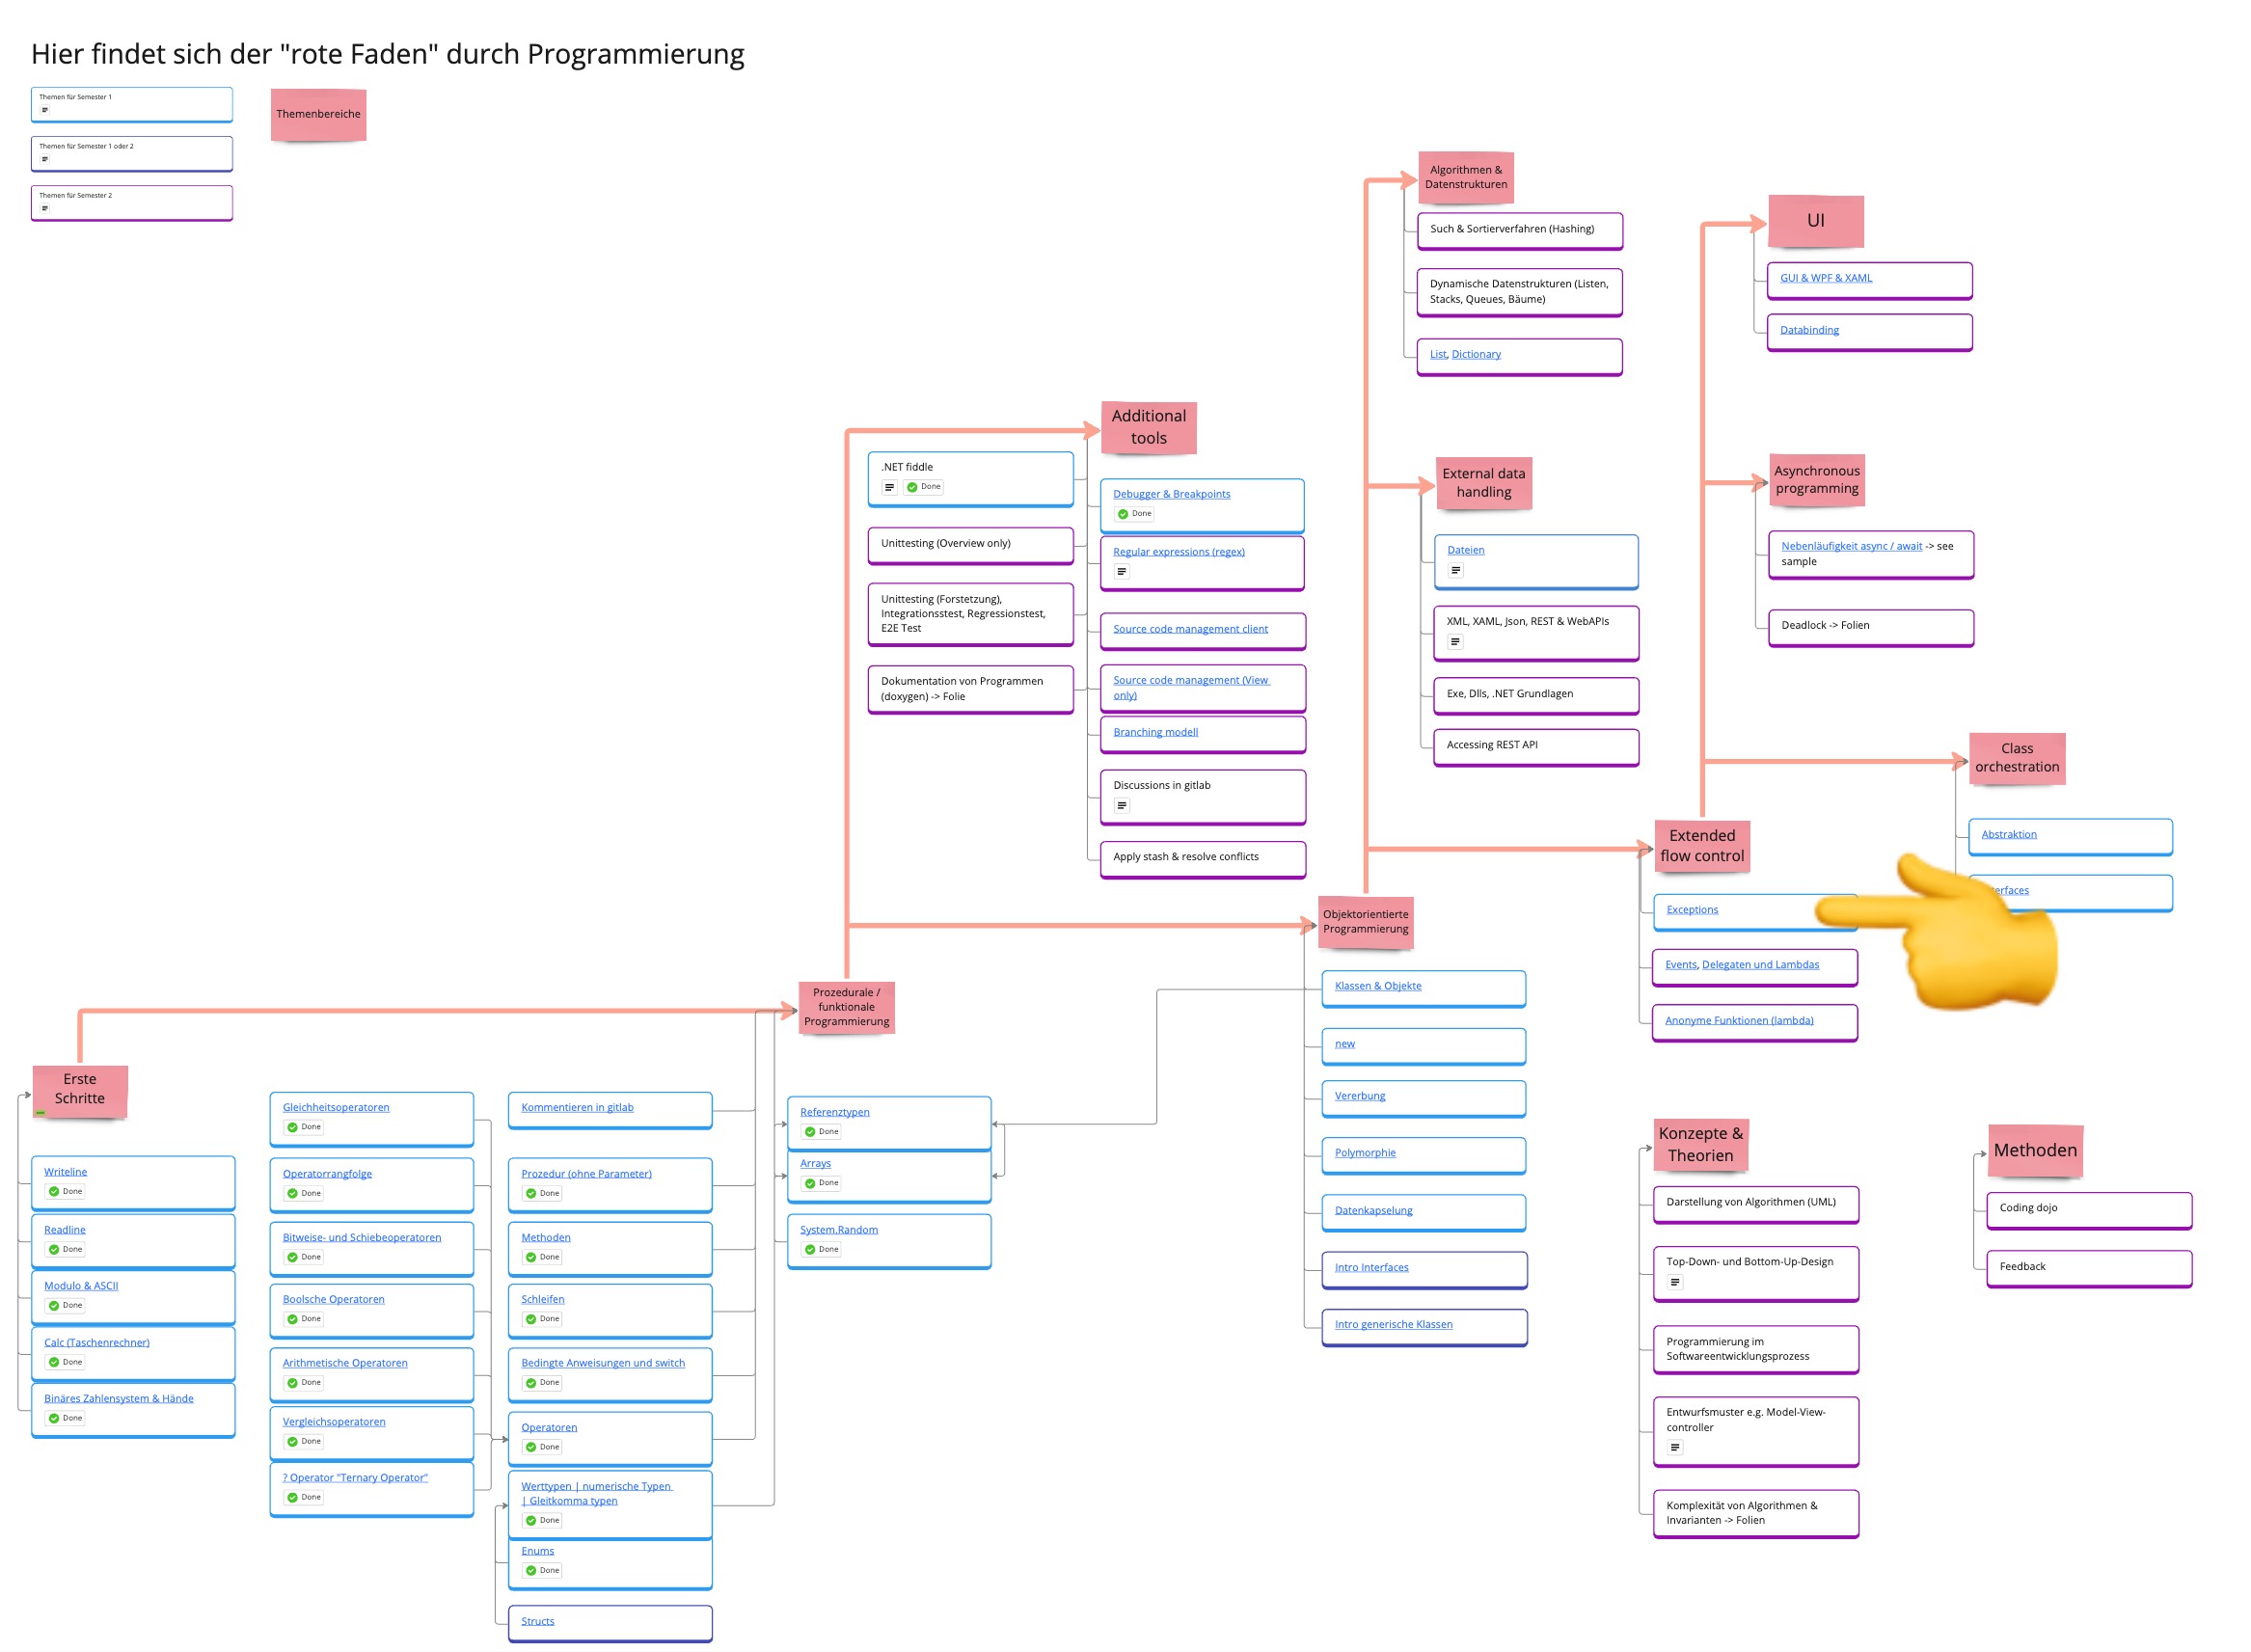 Hier findet sich der "rote Faden" durch Programmierung
Themen für Semester 1
Themen für Semester 1 oder 2
Themen für Semester 2
Themenbereiche
Algorithmen &
Datenstrukturen
Such & Sortierverfahren (Hashing)
Dynamische Datenstrukturen (Listen,
Stacks, Queues, Bäume)
List, Dictionary
UI
GUI & WPF & XAML
Databinding
Additional
tools
.NET fiddle
Done
Unittesting (Overview only)
Unittesting (Forstetzung),
Integrationsstest, Regressionstest,
E2E Test
Dokumentation von Programmen
(doxygen) -> Folie
Debugger & Breakpoints
Done
Regular expressions (regex)
Source code management client
Source code management (View
only)
Branching modell
Discussions in gitlab
Apply stash & resolve conflicts
External data
handling
Dateien
XML, XAML, Json, REST & WebAPIs
Exe, Dlls, .NET Grundlagen
Accessing REST API
Asynchronous
programming
Nebenläufigkeit async / await -> see
sample
Deadlock -> Folien
Class
orchestration
Abstraktion
erfaces
Extended
flow control
Exceptions
Events, Delegaten und Lambdas
Anonyme Funktionen (lambda)
Objektorientierte
Programmierung
Klassen & Objekte
new
Vererbung
Polymorphie
Datenkapselung
Intro Interfaces
Intro generische Klassen
Prozedurale /
funktionale
Programmierung
Erste
Schritte
Writeline
Done
Readline
Done
Modulo & ASCII
Done
Calc (Taschenrechner)
Done
Binäres Zahlensystem & Hände
Done
Gleichheitsoperatoren
Done
Operatorrangfolge
Done
Bitweise- und Schiebeoperatoren
Done
Boolsche Operatoren
Done
Arithmetische Operatoren
Done
Vergleichsoperatoren
Done
? Operator "Ternary Operator"
Done
Kommentieren in gitlab
Prozedur (ohne Parameter)
Done
Methoden
Done
Schleifen
Done
Bedingte Anweisungen und switch
Done
Operatoren
Done
Werttypen | numerische Typen
| Gleitkomma typen
Done
Enums
Done
Structs
Referenztypen
Done
Arrays
Done
System.Random
Done
Konzepte &
Theorien
Darstellung von Algorithmen (UML)
Top-Down- und Bottom-Up-Design
Programmierung im
Softwareentwicklungsprozess
Entwurfsmuster e.g. Model-View-
controller
Komplexität von Algorithmen &
Invarianten -> Folien
Methoden
Coding dojo
Feedback